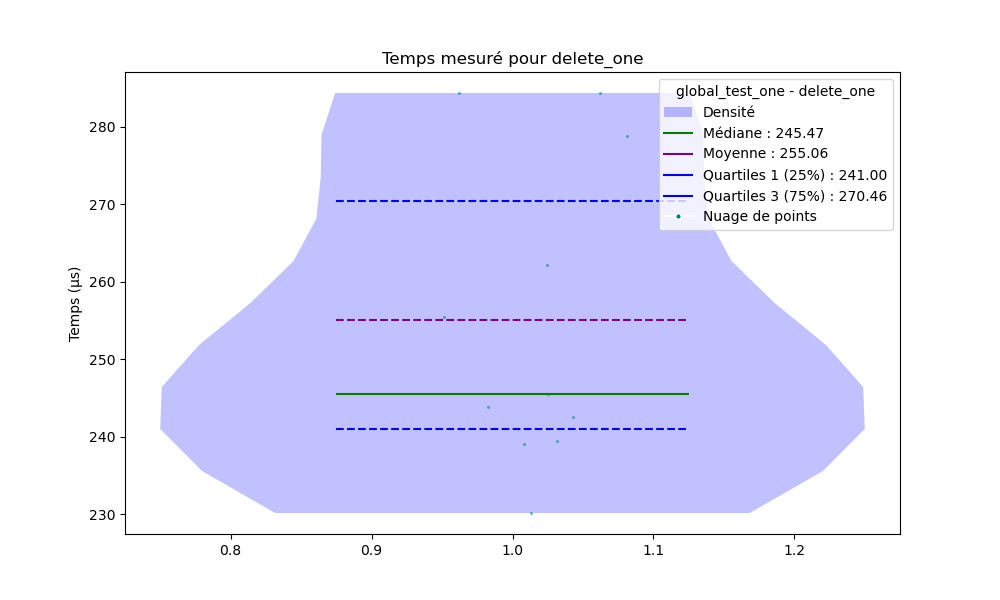 Temps mesuré pour delete_one
global_test_one - delete_one
Densité
Médiane : 245.47
Moyenne : 255.06
Quartiles 1 (25%) : 241.00
Quartiles 3 (75%) : 270.46
Nuage de points
Temps (µs)
280
270
260
250
240
230
0.8 0.9 1.0 1.1 1.2